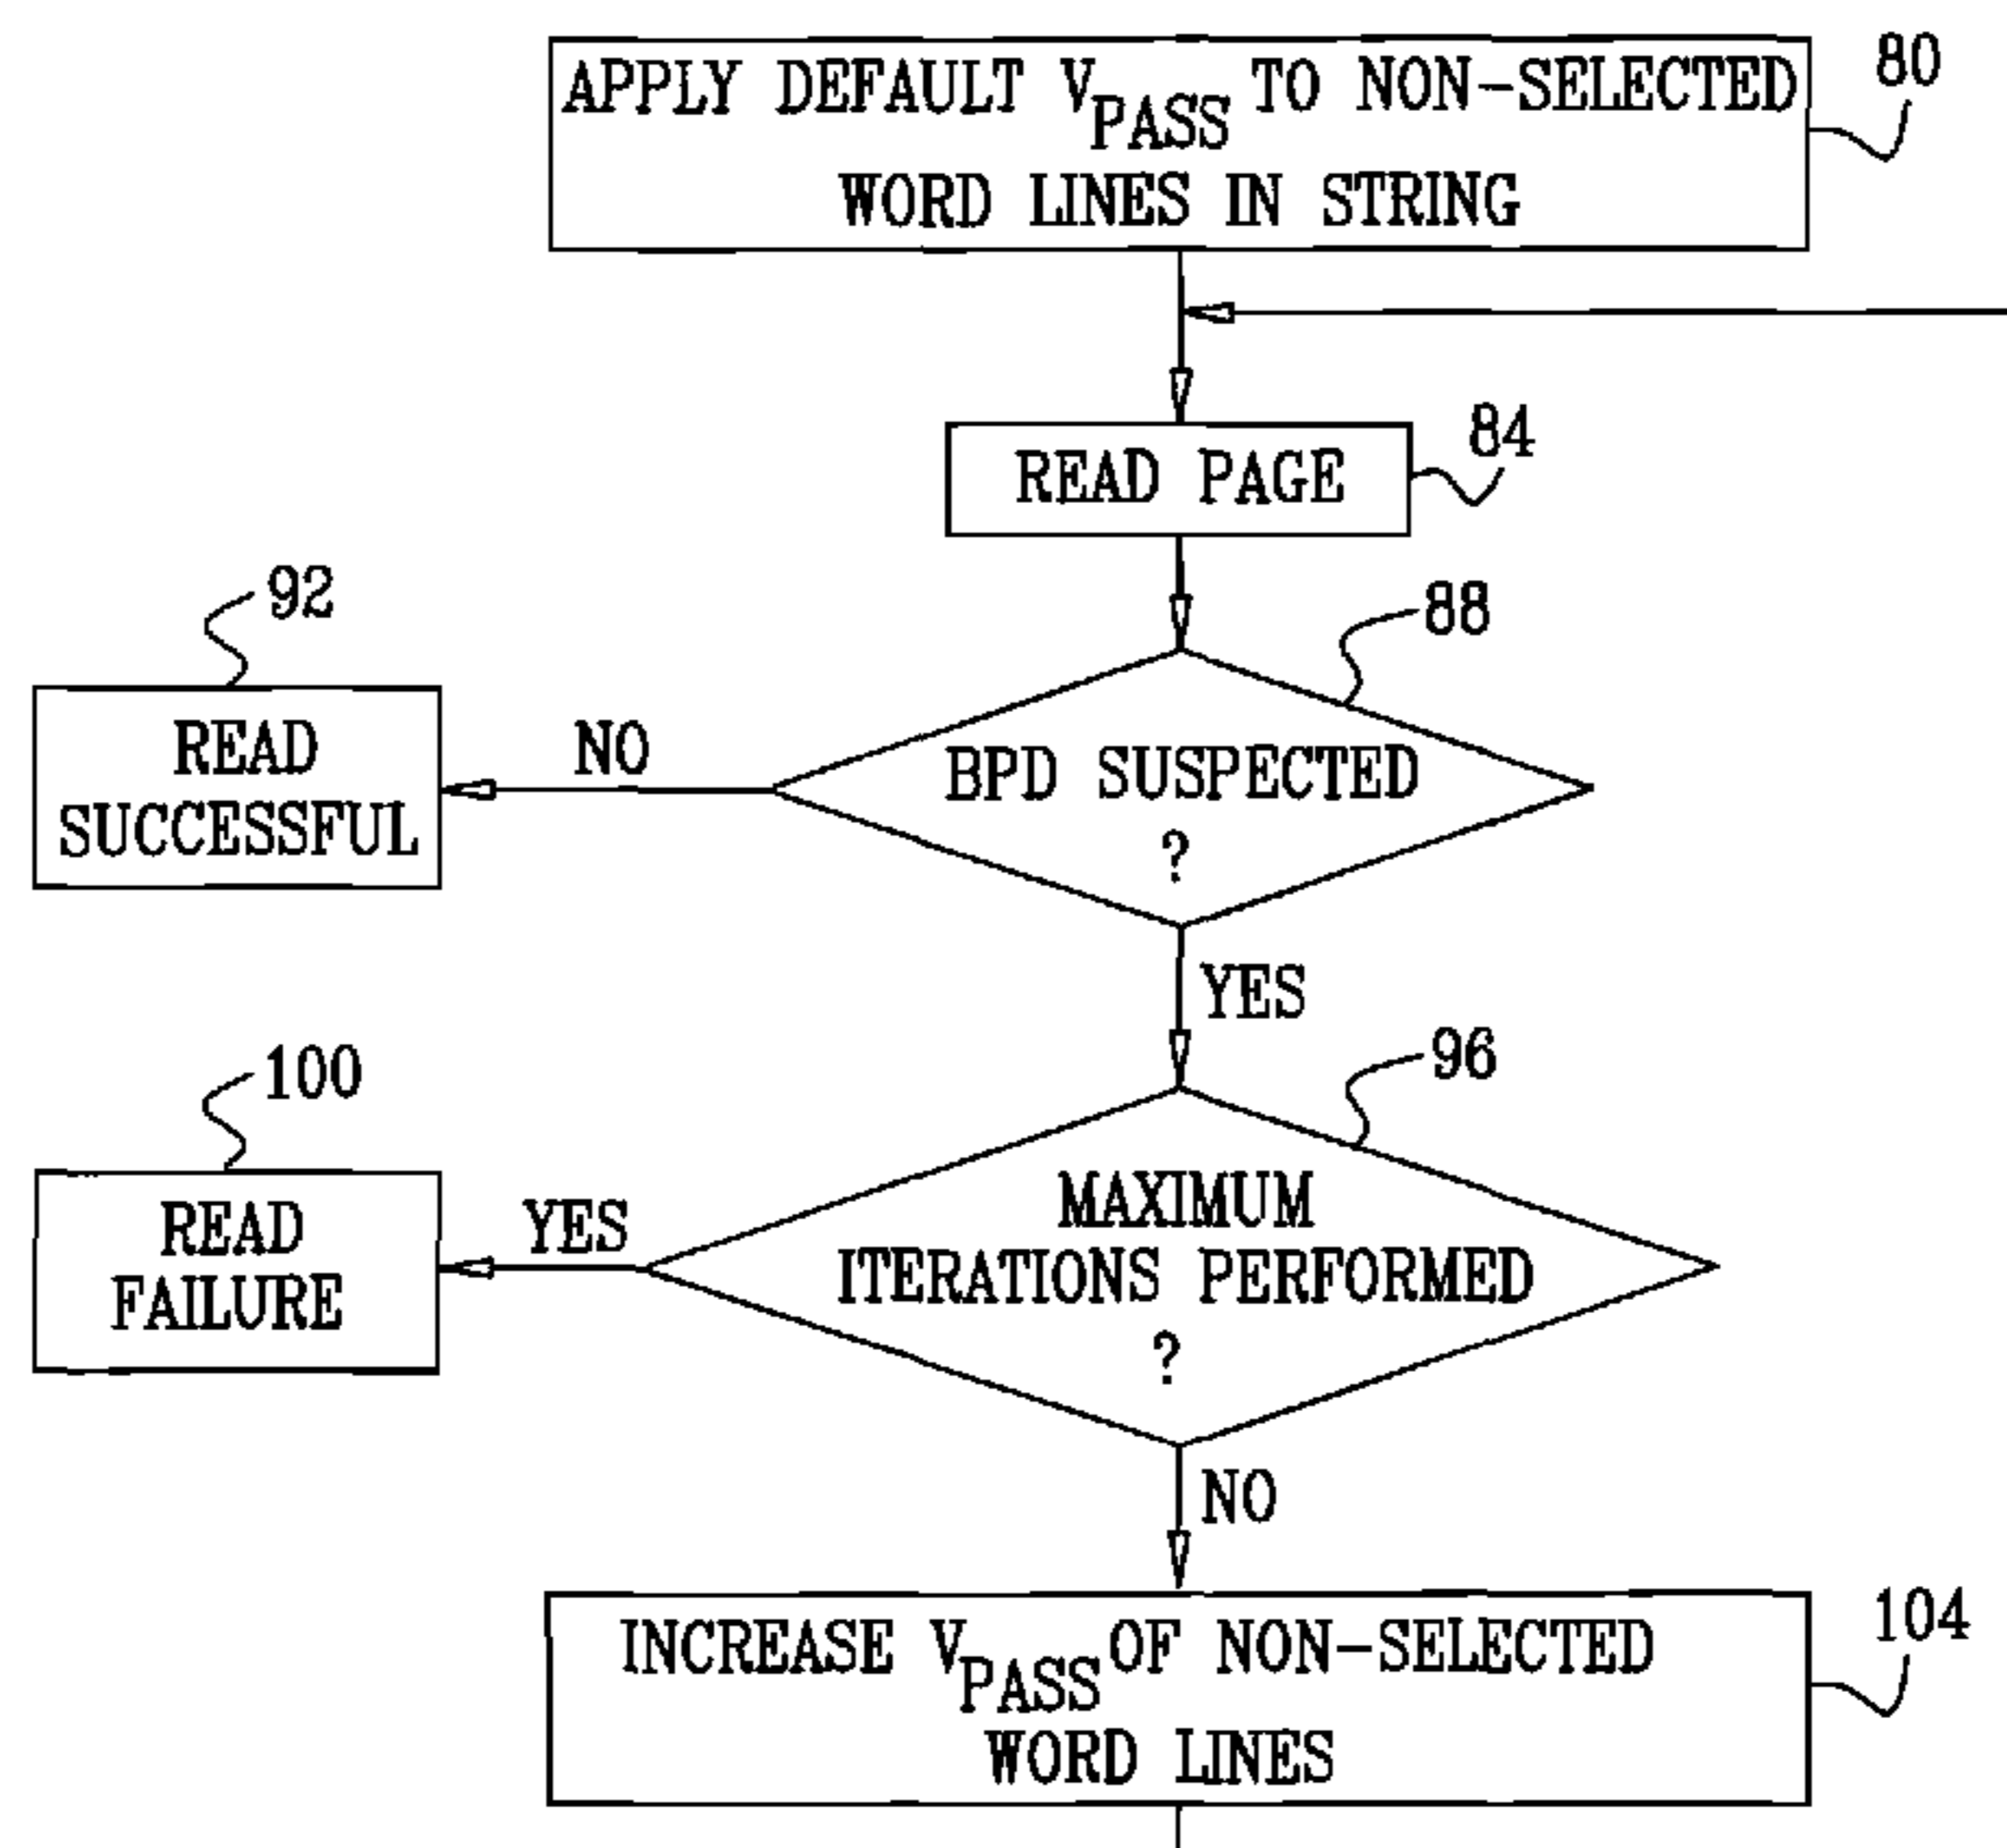 APPLY DEFAULT VPASS TO NON-SELECTED
WORD LINES IN STRING
80
READ PAGE
84
92
88
READ
SUCCESSFUL
NO
BPD SUSPECTED
?
YES
100
96
READ
FAILURE
YES
MAXIMUM
ITERATIONS PERFORMED
?
NO
INCREASE VPASS OF NON-SELECTED
WORD LINES
104